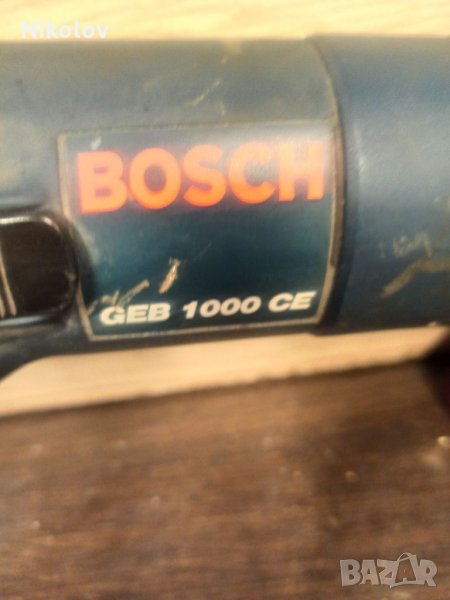 Nikolov
BOSCH
GEB 1000 CE
BAZAR